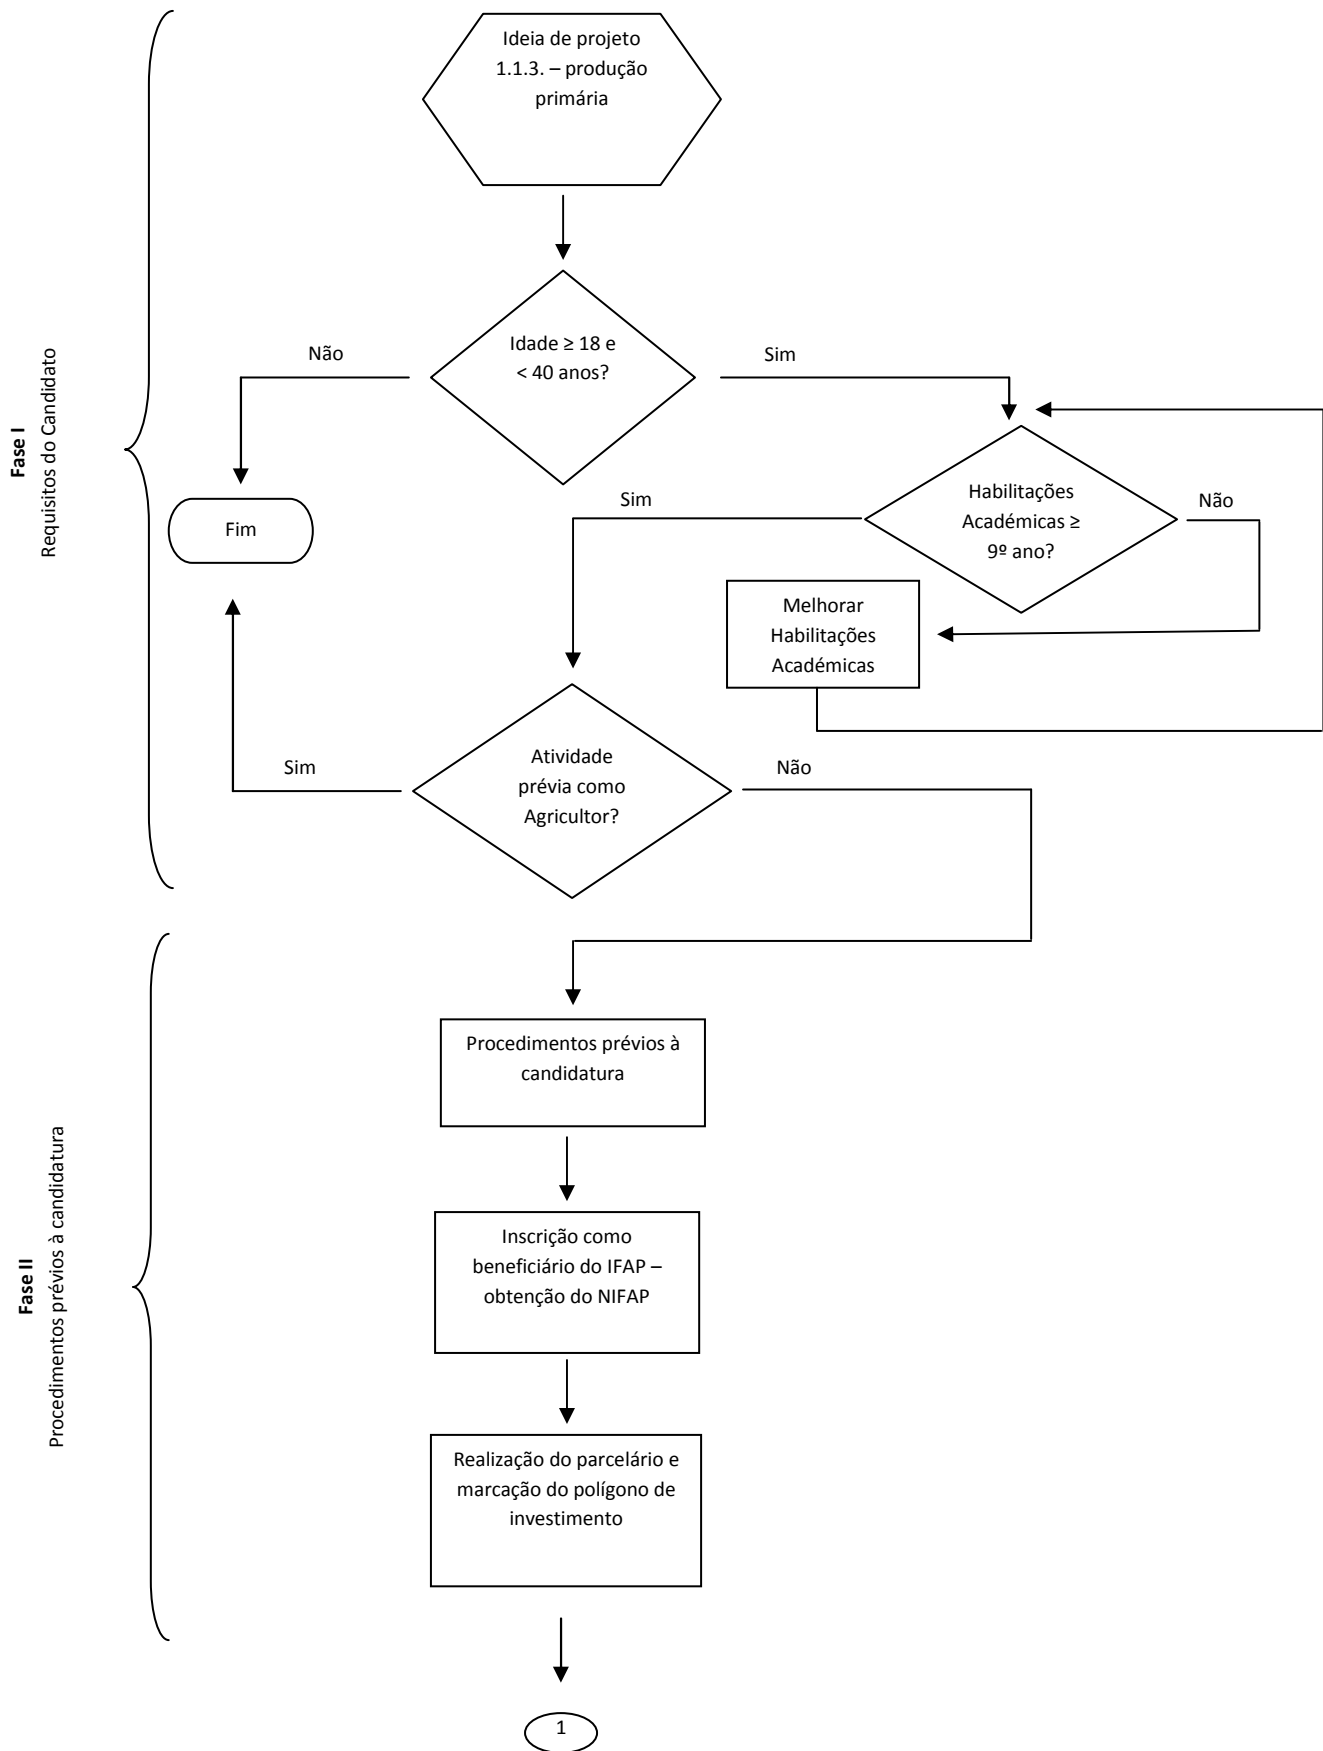 Ideia de projeto
1.1.3. – produção
primária
Idade ≥ 18 e
< 40 anos?
Não
Sim
Fase I
Requisitos do Candidato
Fim
Sim
Habilitações
Académicas ≥
9º ano?
Não
Melhorar
Habilitações
Académicas
Atividade
prévia como
Agricultor?
Sim
Não
Fase II
Procedimentos prévios à candidatura
Procedimentos prévios à
candidatura
Inscrição como
beneficiário do IFAP –
obtenção do NIFAP
Realização do parcelário e
marcação do polígono de
investimento
1